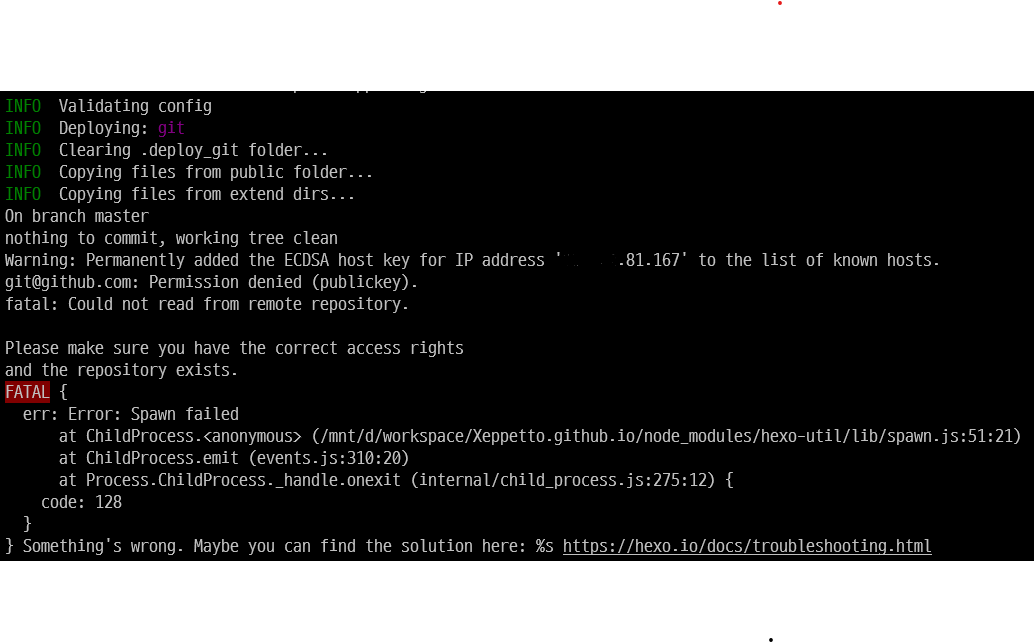 INFO  Validating config
INFO  Deploying: git
INFO  Clearing .deploy_git folder...
INFO  Copying files from public folder...
INFO  Copying files from extend dirs...
On branch master
nothing to commit, working tree clean
Warning: Permanently added the ECDSA host key for IP address ' .81.167' to the list of known hosts.
git@github.com: Permission denied (publickey).
fatal: Could not read from remote repository.
Please make sure you have the correct access rights
and the repository exists.
FATAL {
  err: Error: Spawn failed
      at ChildProcess.<anonymous> (/mnt/d/workspace/Xeppetto.github.io/node_modules/hexo-util/lib/spawn.js:51:21)
      at ChildProcess.emit (events.js:310:20)
      at Process.ChildProcess._handle.onexit (internal/child_process.js:275:12) {
    code: 128
  }
} Something's wrong. Maybe you can find the solution here: %s https://hexo.io/docs/troubleshooting.html